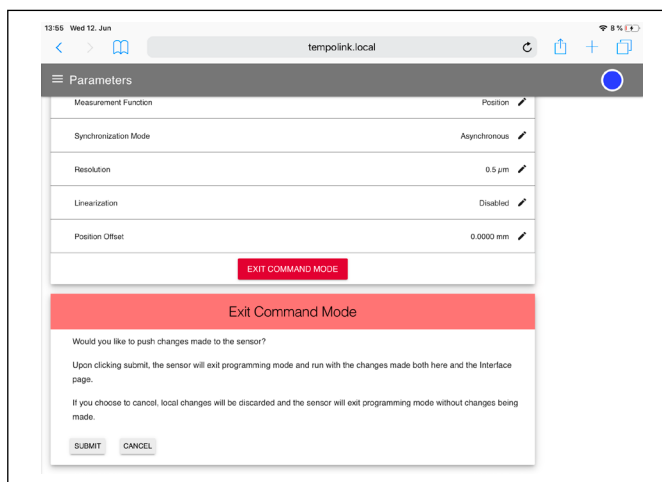 13:55 Wed 12. Jun
8 %
tempolink.local
Parameters
Measurement Function Position
Synchronization Mode Asynchronous
Resolution 0.5 µm
Linearization Disabled
Position Offset 0.0000 mm
EXIT COMMAND MODE
Exit Command Mode
Would you like to push changes made to the sensor?
Upon clicking submit, the sensor will exit programming mode and run with the changes made both here and the Interface
page.
If you choose to cancel, local changes will be discarded and the sensor will exit programming mode without changes being
made.
SUBMIT CANCEL